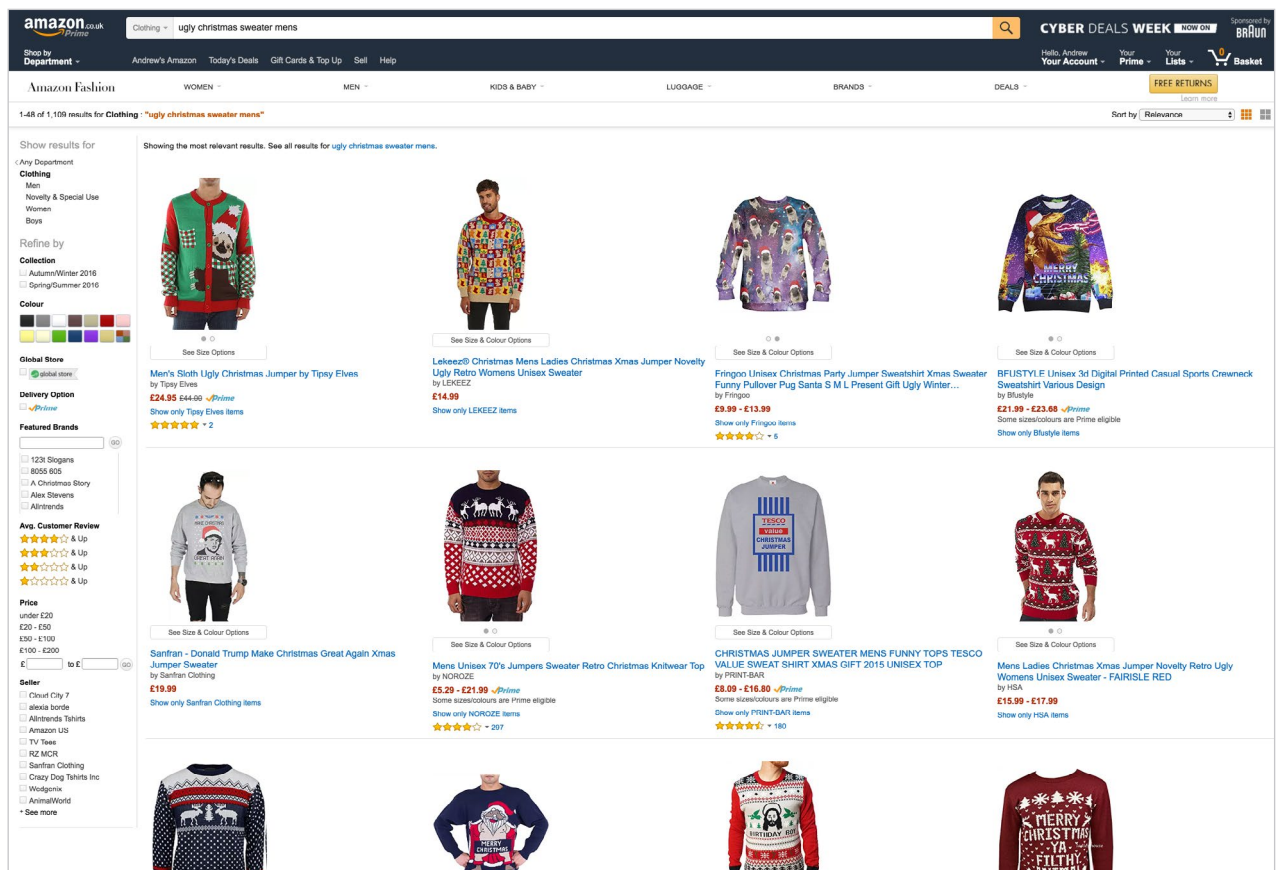 amazon.co.uk
Prime
Clothing
ugly christmas sweater mens
CYBER DEALS WEEK NOW ON
Sponsored by
BRAUN
Shop by
Department
Andrew's Amazon Today's Deals Gift Cards & Top Up Sell Help
Hello, Andrew
Your Account
Your
Prime
Your
Lists
0
Basket
Amazon Fashion
WOMEN
MEN
KIDS & BABY
LUGGAGE
BRANDS
DEALS
FREE RETURNS
Learn more
1-48 of 1,109 results for Clothing : "ugly christmas sweater mens"
Sort by Relevance
Show results for
Any Department
Clothing
Men
Novelty & Special Use
Women
Boys
Refine by
Collection
Autumn/Winter 2016
Spring/Summer 2016
Colour
Global Store
global store
Delivery Option
Prime
Featured Brands
GO
123t Slogans
8055 605
A Christmas Story
Alex Stevens
Allntrends
Avg. Customer Review
& Up
& Up
& Up
& Up
Price
under £20
£20 - £50
£50 - £100
£100 - £200
£ to £ GO
Seller
Cloud City 7
alexia borde
Allntrends Tshirts
Amazon US
TV Tees
RZ MCR
Sanfran Clothing
Crazy Dog Tshirts Inc
Wodgonix
AnimalWorld
+ See more
Showing the most relevant results. See all results for ugly christmas sweater mens.
See Size Options
Men's Sloth Ugly Christmas Jumper by Tipsy Elves
by Tipsy Elves
£24.95 £44.00 Prime
Show only Tipsy Elves items
2
See Size & Colour Options
Lekeez® Christmas Mens Ladies Christmas Xmas Jumper Novelty
Ugly Retro Womens Unisex Sweater
by LEKEEZ
£14.99
Show only LEKEEZ items
See Size & Colour Options
Fringoo Unisex Christmas Party Jumper Sweatshirt Xmas Sweater
Funny Pullover Pug Santa S M L Present Gift Ugly Winter...
by Fringoo
£9.99 - £13.99
Show only Fringoo items
5
MERRY
CHRISTMAS
See Size & Colour Options
BFUSTYLE Unisex 3d Digital Printed Casual Sports Crewneck
Sweatshirt Various Design
by Bfustyle
£21.99 - £23.68 Prime
Some sizes/colours are Prime eligible
Show only Bfustyle items
MAKE CHRISTMAS
GREAT AGAIN
See Size & Colour Options
Sanfran - Donald Trump Make Christmas Great Again Xmas
Jumper Sweater
by Sanfran Clothing
£19.99
Show only Sanfran Clothing items
See Size & Colour Options
Mens Unisex 70's Jumpers Sweater Retro Christmas Knitwear Top
by NOROZE
£5.29 - £21.99 Prime
Some sizes/colours are Prime eligible
Show only NOROZE items
207
TESCO
value
CHRISTMAS
JUMPER
See Size & Colour Options
CHRISTMAS JUMPER SWEATER MENS FUNNY TOPS TESCO
VALUE SWEAT SHIRT XMAS GIFT 2015 UNISEX TOP
by PRINT-BAR
£8.09 - £16.80 Prime
Some sizes/colours are Prime eligible
Show only PRINT-BAR items
180
See Size & Colour Options
Mens Ladies Christmas Xmas Jumper Novelty Retro Ugly
Womens Unisex Sweater - FAIRISLE RED
by HSA
£15.99 - £17.99
Show only HSA items
MERRY
CHRISTMAS
BIRTHDAY BOY
MERRY
CHRISTMAS
YA
FILTHY